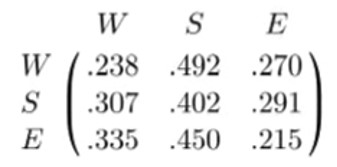 W S E
W .238 .492 .270
S .307 .402 .291
E .335 .450 .215